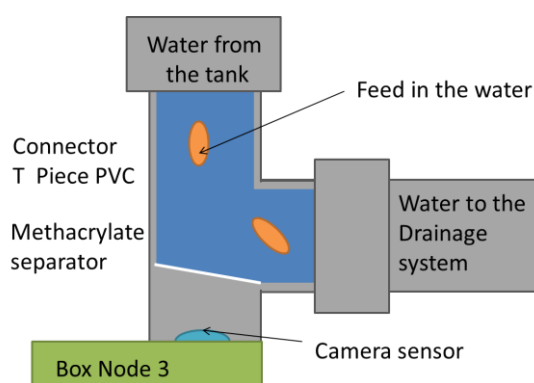 Water from
the tank
Feed in the water
Connector
T Piece PVC
Methacrylate
separator
Water to the
Drainage
system
Camera sensor
Box Node 3